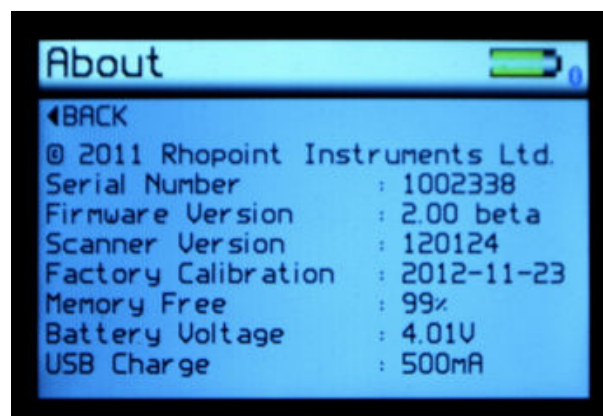 About
◀BACK
© 2011 Rhopoint Instruments Ltd.
Serial Number : 1002338
Firmware Version : 2.00 beta
Scanner Version : 120124
Factory Calibration : 2012-11-23
Memory Free : 99%
Battery Voltage : 4.01V
USB Charge : 500mA